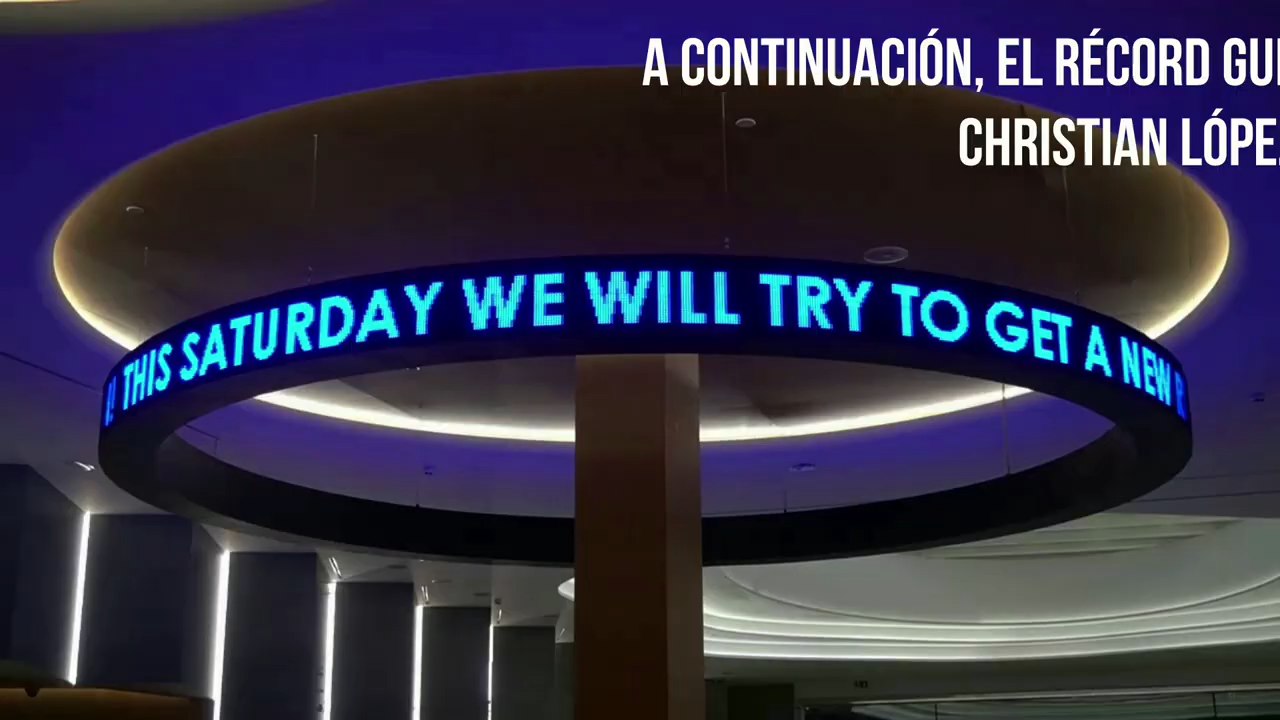 A CONTINUACIÓN, EL RÉCORD
CHRISTIAN
THIS SATURDAY WE WILL TRY TO GET A NEW